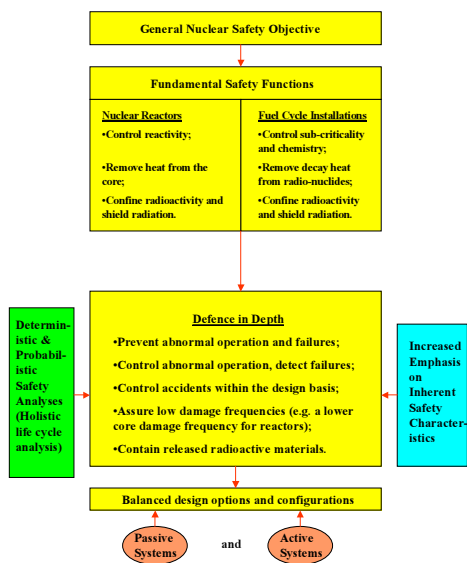 General Nuclear Safety Objective
Fundamental Safety Functions
Nuclear Reactors
•Control reactivity;
•Remove heat from the
core;
•Confine radioactivity and
shield radiation.
Fuel Cycle Installations
•Control sub-criticality
and chemistry;
•Remove decay heat
from radio-nuclides;
•Confine radioactivity
and shield radiation.
Determin-
istic &
Probabil-
istic
Safety
Analyses
(Holistic
life cycle
analysis)
Defence in Depth
•Prevent abnormal operation and failures;
•Control abnormal operation, detect failures;
•Control accidents within the design basis;
•Assure low damage frequencies (e.g. a lower
core damage frequency for reactors);
•Contain released radioactive materials.
Increased
Emphasis
on
Inherent
Safety
Character-
istics
Balanced design options and configurations
Passive
Systems
and
Active
Systems